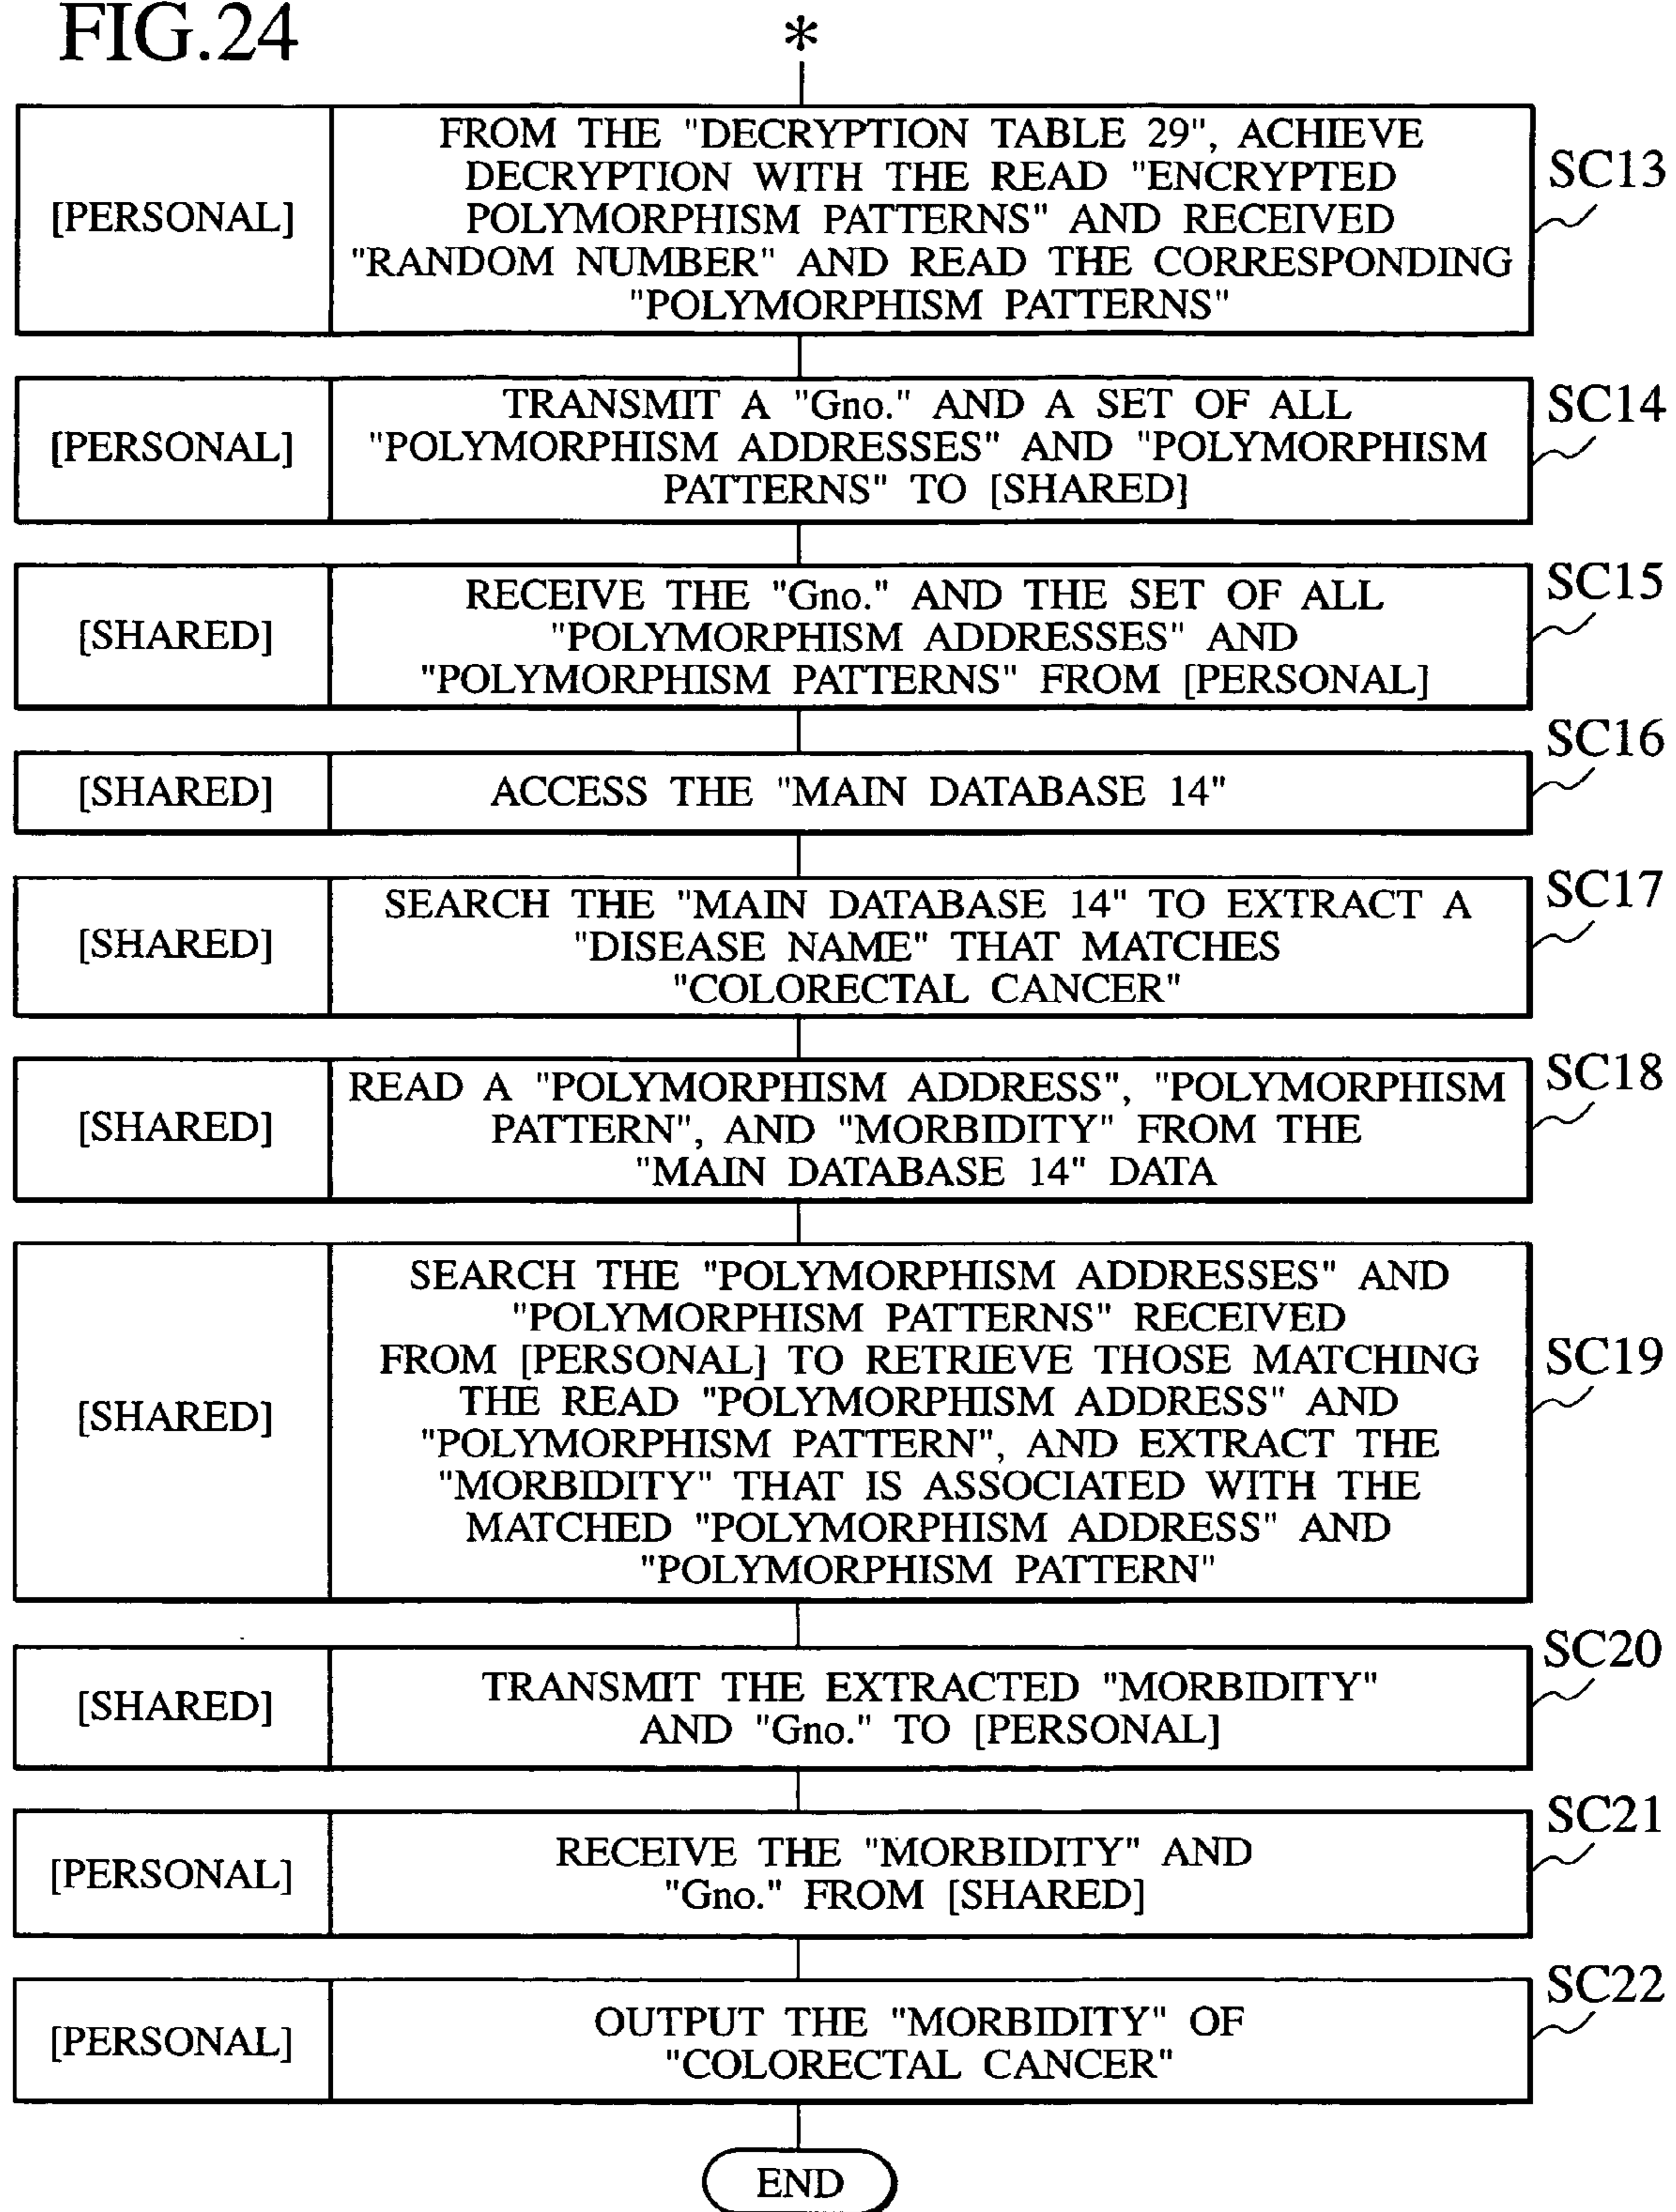 FIG.24
*
[PERSONAL]
FROM THE "DECRYPTION TABLE 29", ACHIEVE
DECRYPTION WITH THE READ "ENCRYPTED
POLYMORPHISM PATTERNS" AND RECEIVED
"RANDOM NUMBER" AND READ THE CORRESPONDING
"POLYMORPHISM PATTERNS"
SC13
[PERSONAL]
TRANSMIT A "Gno." AND A SET OF ALL
"POLYMORPHISM ADDRESSES" AND "POLYMORPHISM
PATTERNS" TO [SHARED]
SC14
[SHARED]
RECEIVE THE "Gno." AND THE SET OF ALL
"POLYMORPHISM ADDRESSES" AND
"POLYMORPHISM PATTERNS" FROM [PERSONAL]
SC15
[SHARED]
ACCESS THE "MAIN DATABASE 14"
SC16
[SHARED]
SEARCH THE "MAIN DATABASE 14" TO EXTRACT A
"DISEASE NAME" THAT MATCHES
"COLORECTAL CANCER"
SC17
[SHARED]
READ A "POLYMORPHISM ADDRESS", "POLYMORPHISM
PATTERN", AND "MORBIDITY" FROM THE
"MAIN DATABASE 14" DATA
SC18
[SHARED]
SEARCH THE "POLYMORPHISM ADDRESSES" AND
"POLYMORPHISM PATTERNS" RECEIVED
FROM [PERSONAL] TO RETRIEVE THOSE MATCHING
THE READ "POLYMORPHISM ADDRESS" AND
"POLYMORPHISM PATTERN", AND EXTRACT THE
"MORBIDITY" THAT IS ASSOCIATED WITH THE
MATCHED "POLYMORPHISM ADDRESS" AND
"POLYMORPHISM PATTERN"
SC19
[SHARED]
TRANSMIT THE EXTRACTED "MORBIDITY"
AND "Gno." TO [PERSONAL]
SC20
[PERSONAL]
RECEIVE THE "MORBIDITY" AND
"Gno." FROM [SHARED]
SC21
[PERSONAL]
OUTPUT THE "MORBIDITY" OF
"COLORECTAL CANCER"
SC22
END